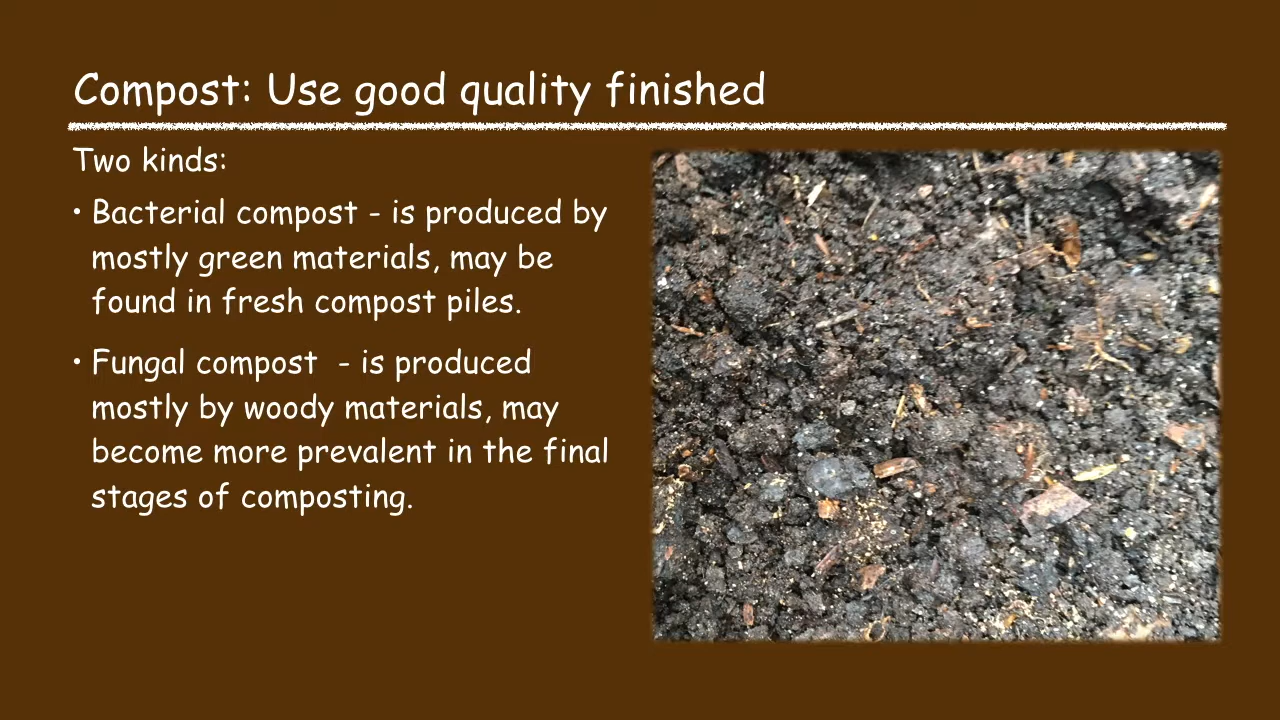 Compost: Use good quality finished
Two kinds:
• Bacterial compost - is produced by
mostly green materials, may be
found in fresh compost piles.
• Fungal compost  - is produced
mostly by woody materials, may
become more prevalent in the final
stages of composting.